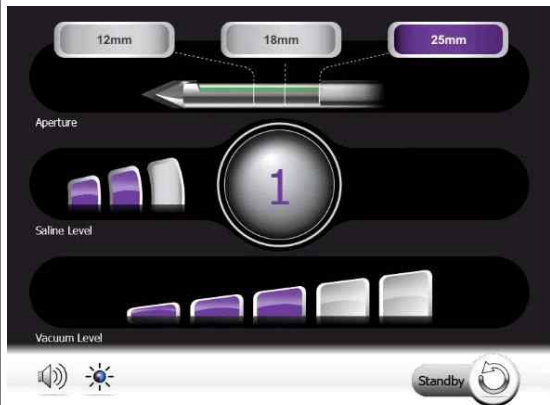 12mm
18mm
25mm
Aperture
1
Saline Level
Vacuum Level
Standby